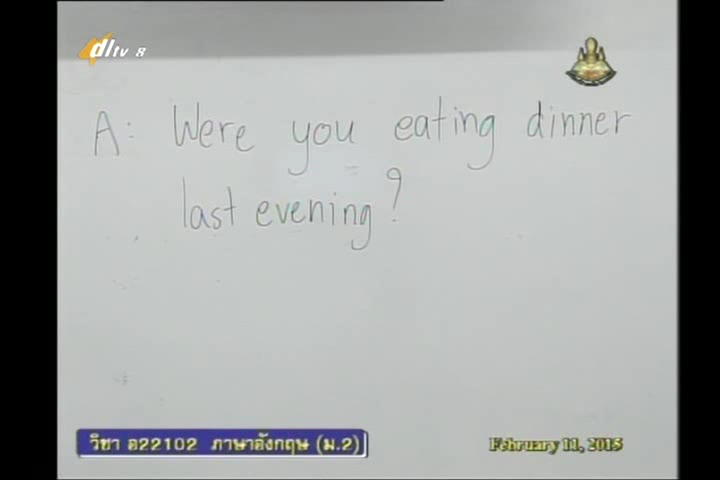 dltv 8
A: Were you eating dinner
last evening?
วิชา อ22102 ภาษาอังกฤษ (ม.2)
February 11, 2015